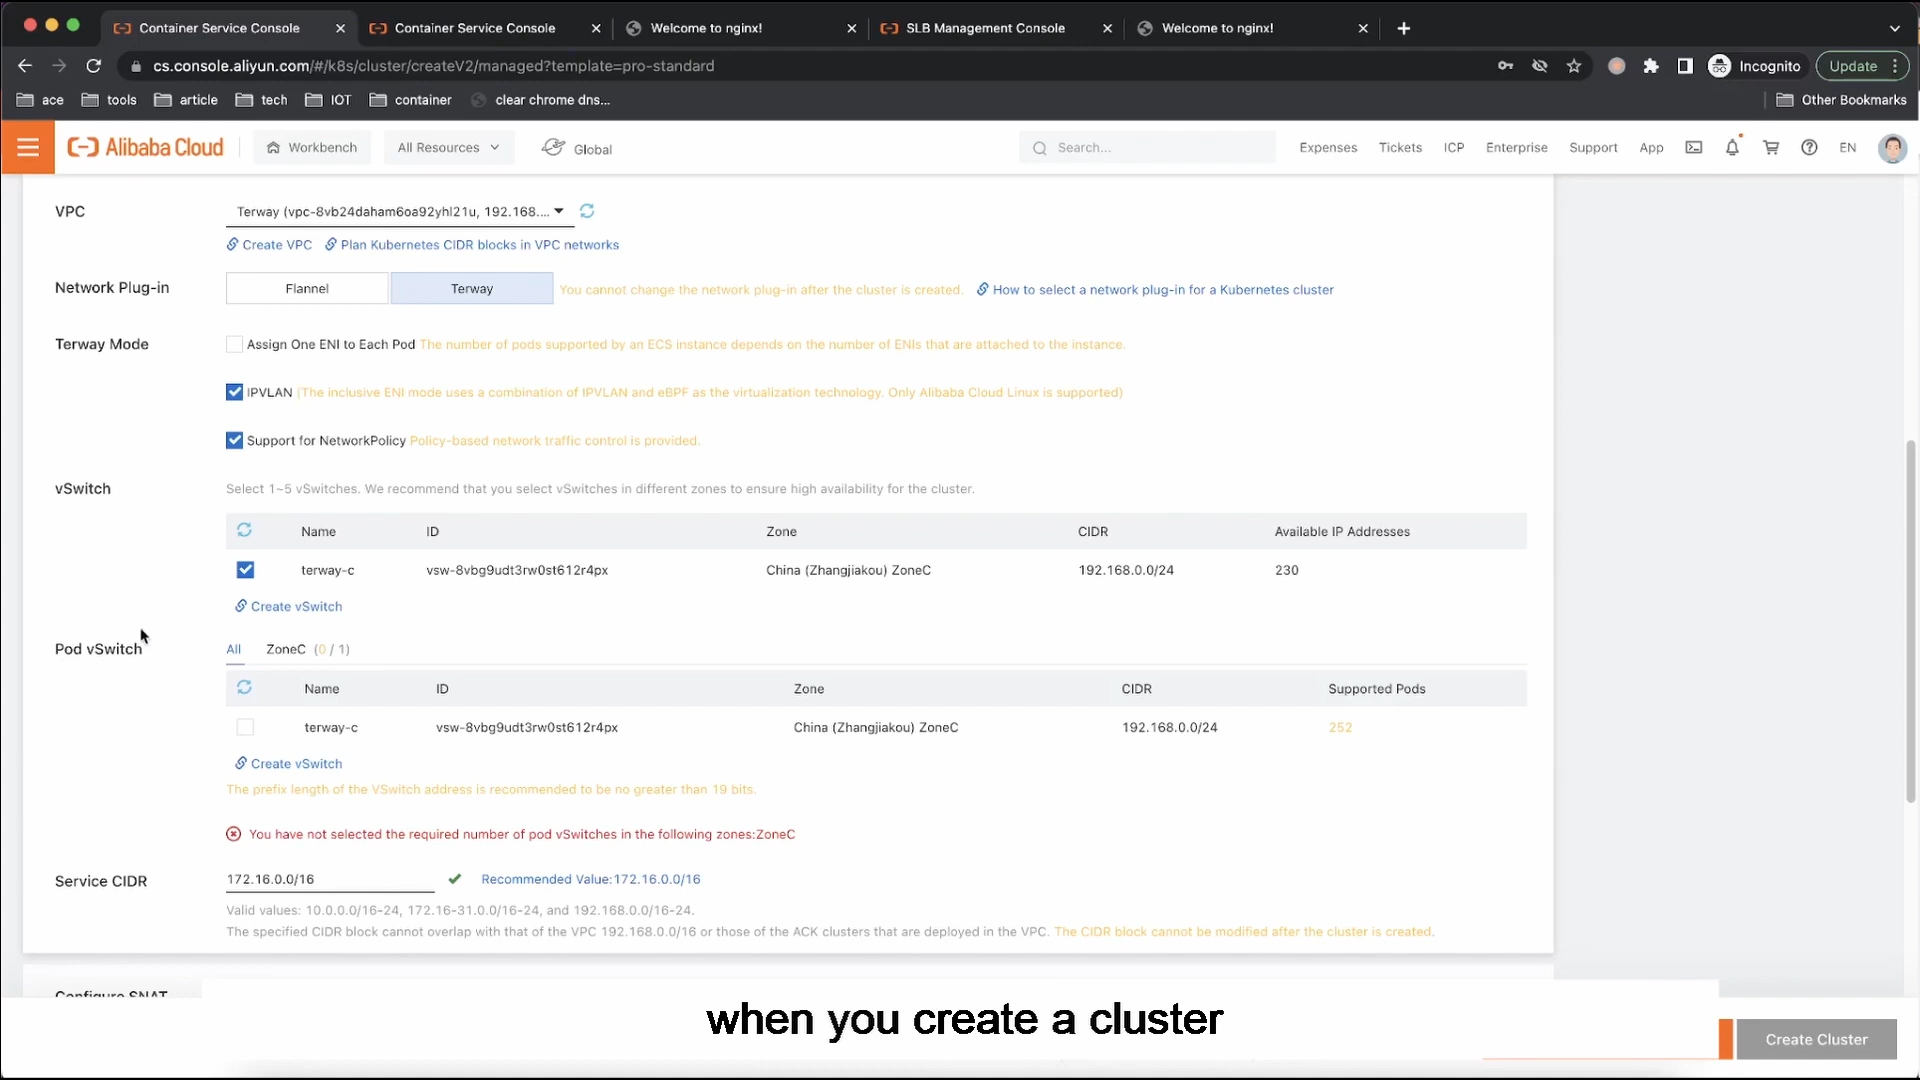 Container Service Console
Container Service Console
Welcome to nginx!
SLB Management Console
Welcome to nginx!
cs.console.aliyun.com/#/k8s/cluster/createV2/managed?template=pro-standard
Incognito
Update
ace
tools
article
tech
IOT
container
clear chrome dns...
Other Bookmarks
Alibaba Cloud
Workbench
All Resources
Global
Search...
Expenses
Tickets
ICP
Enterprise
Support
App
EN
VPC
Terway (vpc-8vb24daham6oa92yhl21u, 192.168....
Create VPC
Plan Kubernetes CIDR blocks in VPC networks
Network Plug-in
Flannel
Terway
You cannot change the network plug-in after the cluster is created.
How to select a network plug-in for a Kubernetes cluster
Terway Mode
Assign One ENI to Each Pod The number of pods supported by an ECS instance depends on the number of ENIs that are attached to the instance.
IPVLAN (The inclusive ENI mode uses a combination of IPVLAN and eBPF as the virtualization technology. Only Alibaba Cloud Linux is supported)
Support for NetworkPolicy Policy-based network traffic control is provided.
vSwitch
Select 1~5 vSwitches. We recommend that you select vSwitches in different zones to ensure high availability for the cluster.
Name ID Zone CIDR Available IP Addresses
terway-c vsw-8vbg9udt3rw0st612r4px China (Zhangjiakou) ZoneC 192.168.0.0/24 230
Create vSwitch
Pod vSwitch
All ZoneC (0 / 1)
Name ID Zone CIDR Supported Pods
terway-c vsw-8vbg9udt3rw0st612r4px China (Zhangjiakou) ZoneC 192.168.0.0/24 252
Create vSwitch
The prefix length of the VSwitch address is recommended to be no greater than 19 bits.
You have not selected the required number of pod vSwitches in the following zones:ZoneC
Service CIDR
172.16.0.0/16
Recommended Value:172.16.0.0/16
Valid values: 10.0.0.0/16-24, 172.16-31.0.0/16-24, and 192.168.0.0/16-24.
The specified CIDR block cannot overlap with that of the VPC 192.168.0.0/16 or those of the ACK clusters that are deployed in the VPC. The CIDR block cannot be modified after the cluster is created.
Configure SNAT
when you create a cluster
Create Cluster